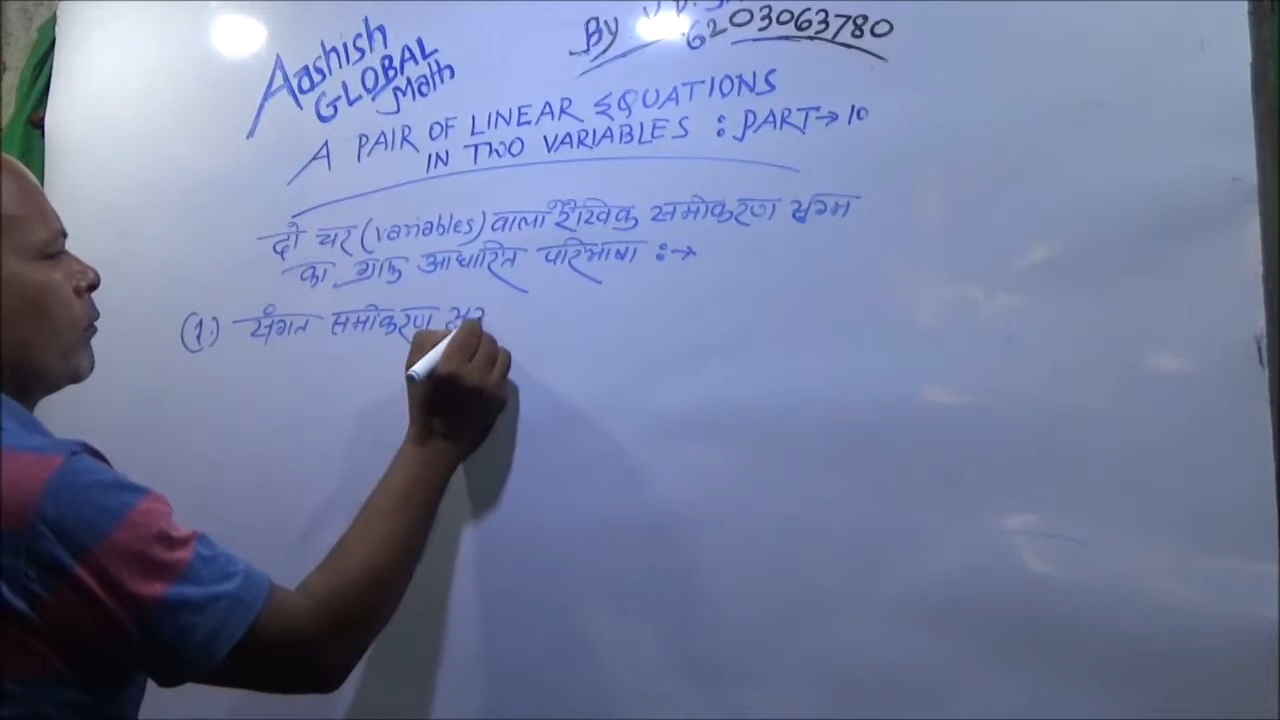 Aashish
GLOBAL
Math
By
6203063780
A PAIR OF LINEAR EQUATIONS
IN TWO VARIABLES : PART → 10
दो चर (variables) वाला रैखिक समीकरण युग्म
का ग्राफ आधारित परिभाषा :→
(1.) संगत समीकरण